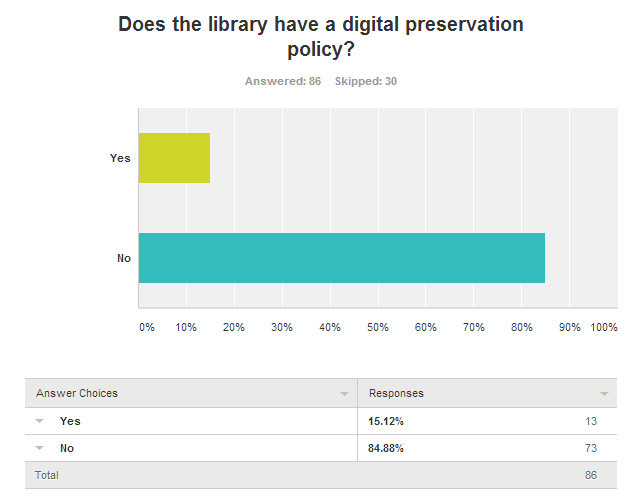 Does the library have a digital preservation
policy?
Answered: 86 Skipped: 30
Yes
No
0% 10% 20% 30% 40% 50% 60% 70% 80% 90% 100%
Answer Choices Responses
Yes 15.12% 13
No 84.88% 73
Total 86